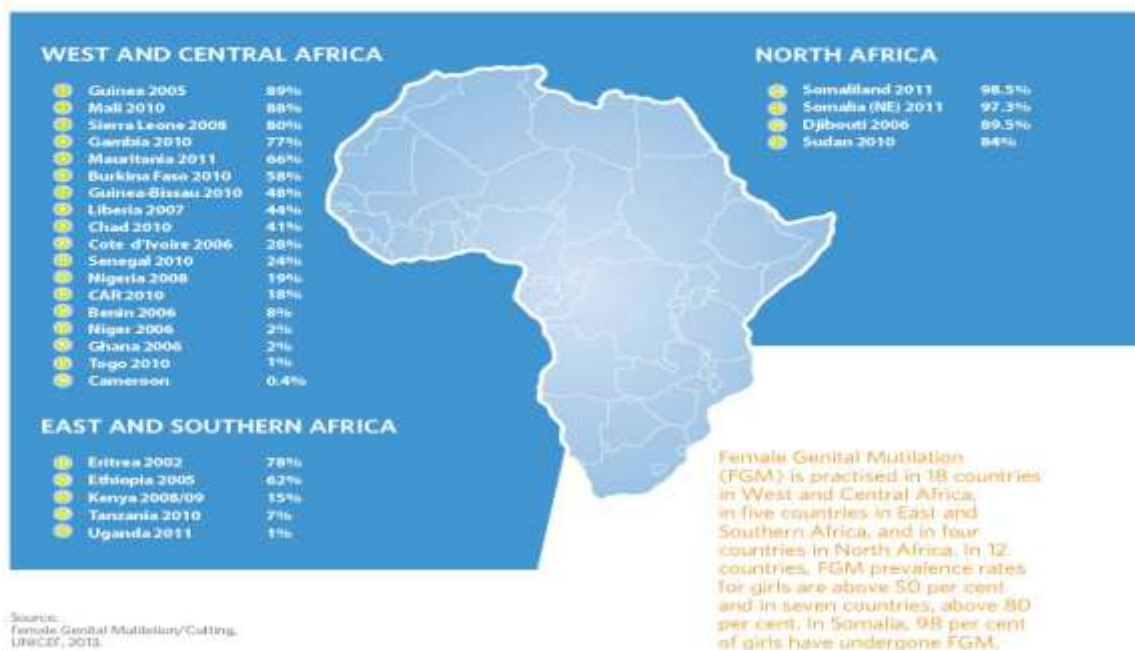 WEST AND CENTRAL AFRICA
Guinea 2005 89%
Mali 2010 88%
Sierra Leone 2008 80%
Gambia 2010 77%
Mauritania 2011 66%
Burkina Faso 2010 58%
Guinea-Bissau 2010 48%
Liberia 2007 44%
Chad 2010 41%
Cote d'Ivoire 2006 28%
Senegal 2010 24%
Nigeria 2008 19%
CAR 2010 18%
Benin 2006 8%
Niger 2006 2%
Ghana 2006 2%
Togo 2010 1%
Cameroon 0.4%
EAST AND SOUTHERN AFRICA
Eritrea 2002 78%
Ethiopia 2005 62%
Kenya 2008/09 15%
Tanzania 2010 7%
Uganda 2011 1%
NORTH AFRICA
Somaliland 2011 98.5%
Somalia (NE) 2011 97.3%
Djibouti 2006 89.5%
Sudan 2010 84%
Female Genital Mutilation
(FGM) is practised in 18 countries
in West and Central Africa,
in five countries in East and
Southern Africa, and in four
countries in North Africa. In 12
countries, FGM prevalence rates
for girls are above 50 per cent
and in seven countries, above 80
per cent. In Somalia, 98 per cent
of girls have undergone FGM.
Source:
Female Genital Mutilation/Cutting,
UNICEF, 2013.